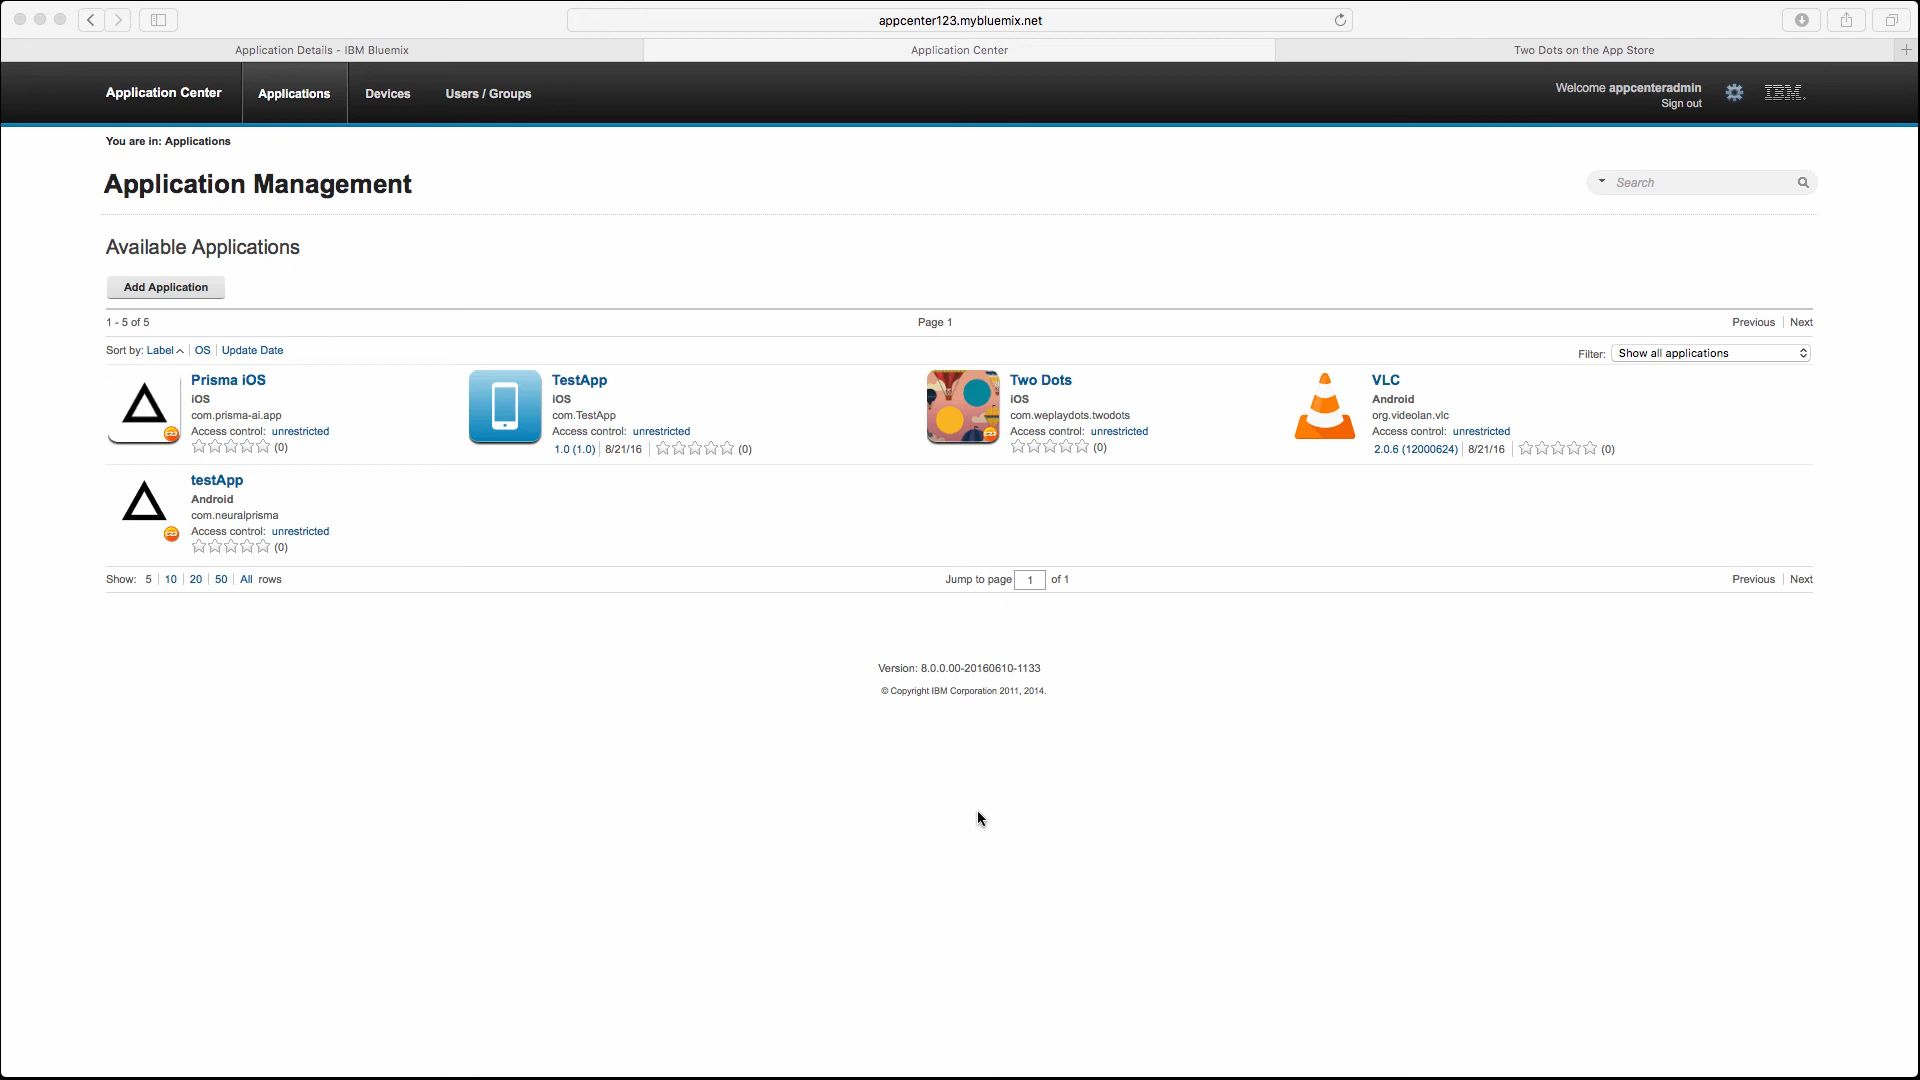 appcenter123.mybluemix.net
Application Details - IBM Bluemix
Application Center
Two Dots on the App Store
Application Center
Applications
Devices
Users / Groups
Welcome appcenteradmin
Sign out
IBM.
You are in: Applications
Application Management
Search
Available Applications
Add Application
1 - 5 of 5
Page 1
Previous
Next
Sort by: Label
OS
Update Date
Filter:
Show all applications
Prisma iOS
iOS
com.prisma-ai.app
Access control: unrestricted
(0)
TestApp
iOS
com.TestApp
Access control: unrestricted
1.0 (1.0)
8/21/16
(0)
Two Dots
iOS
com.weplaydots.twodots
Access control: unrestricted
(0)
VLC
Android
org.videolan.vlc
Access control: unrestricted
2.0.6 (12000624)
8/21/16
(0)
testApp
Android
com.neuralprisma
Access control: unrestricted
(0)
Show: 5 10 20 50 All rows
Jump to page 1 of 1
Previous
Next
Version: 8.0.0.00-20160610-1133
© Copyright IBM Corporation 2011, 2014.